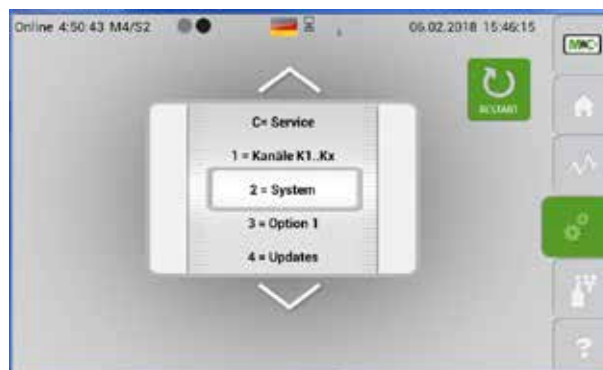 Online 4:50:43 M4/S2
06.02.2018 15:46:15
RESTART
C= Service
1 = Kanäle K1..Kx
2 = System
3 = Option 1
4 = Updates
?